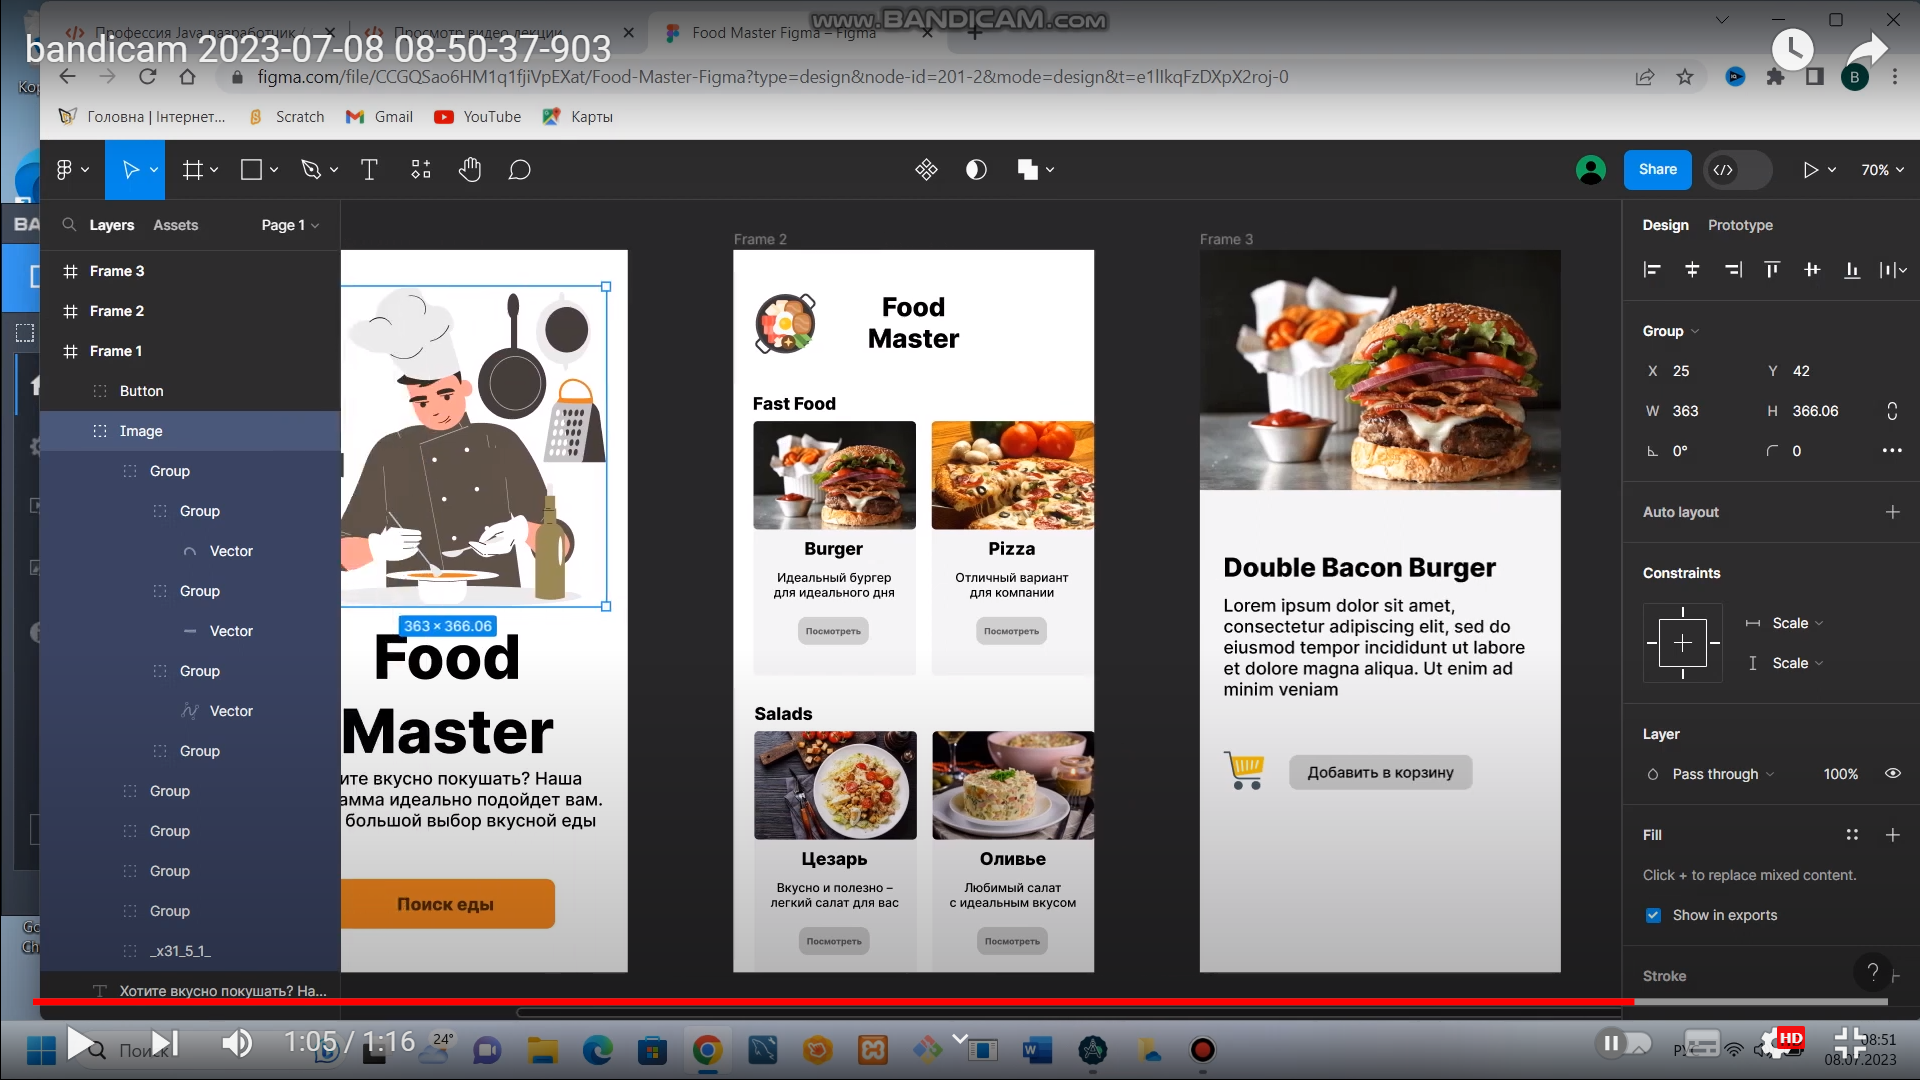 www.BANDICAM.com
Профессия Java разработчик /
Просмотр видео лекции
Food Master Figma – Figma
bandicam 2023-07-08 08-50-37-903
figma.com/file/CCGQSao6HM1q1fjiVpEXat/Food-Master-Figma?type=design&node-id=201-2&mode=design&t=e1lIkqFzDXpX2roj-0
B
Головна | Інтернет...
Scratch
Gmail
YouTube
Карты
Share
70%
BA
Layers
Assets
Page 1
Frame 3
Frame 2
Frame 1
Button
Image
Group
Group
Vector
Group
Vector
Group
Vector
Group
Group
Group
Group
Group
_x31_5_1_
Хотите вкусно покушать? На...
363 × 366.06
Food
Master
ите вкусно покушать? Наша
амма идеально подойдет вам.
большой выбор вкусной еды
Поиск еды
Frame 2
Food
Master
Fast Food
Burger
Идеальный бургер
для идеального дня
Посмотреть
Pizza
Отличный вариант
для компании
Посмотреть
Salads
Цезарь
Вкусно и полезно –
легкий салат для вас
Посмотреть
Оливье
Любимый салат
с идеальным вкусом
Посмотреть
Frame 3
Double Bacon Burger
Lorem ipsum dolor sit amet,
consectetur adipiscing elit, sed do
eiusmod tempor incididunt ut labore
et dolore magna aliqua. Ut enim ad
minim veniam
Добавить в корзину
Design
Prototype
Group
X 25
Y 42
W 363
H 366.06
0°
0
Auto layout
Constraints
Scale
Scale
Layer
Pass through
100%
Fill
Click + to replace mixed content.
Show in exports
Stroke
?
1:05 / 1:16
Поиск
24°
HD
08:51
08.07.2023